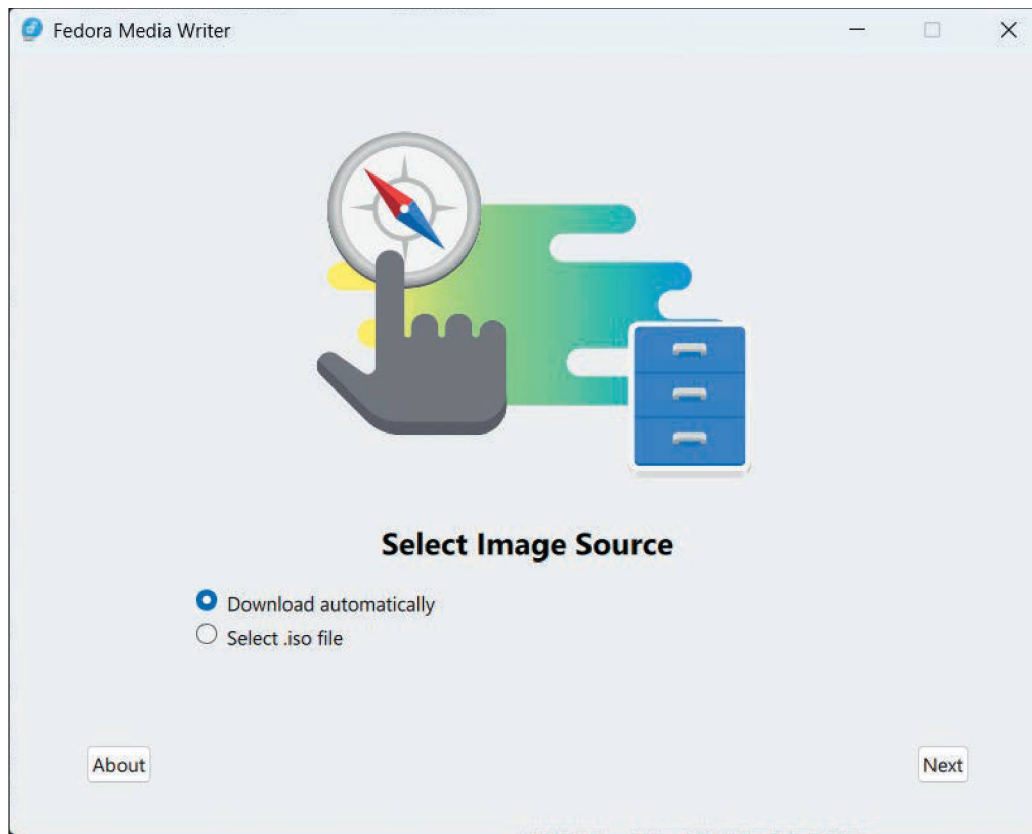 Fedora Media Writer
Select Image Source
Download automatically
Select .iso file
About
Next